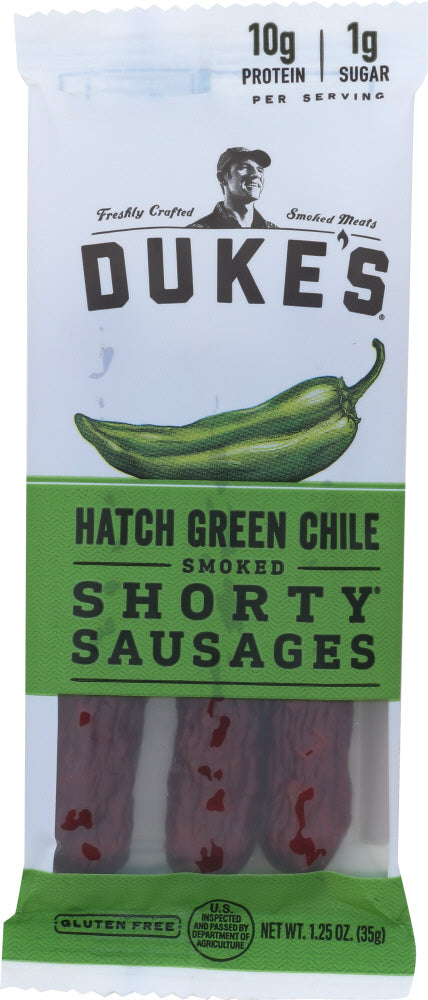 10g PROTEIN | 1g SUGAR
PER SERVING
Freshly Crafted Smoked Meats
DUKE'S®
HATCH GREEN CHILE
SMOKED
SHORTY®
SAUSAGES
GLUTEN FREE
U.S.
INSPECTED
AND PASSED BY
DEPARTMENT OF
AGRICULTURE
NET WT. 1.25 OZ. (35g)